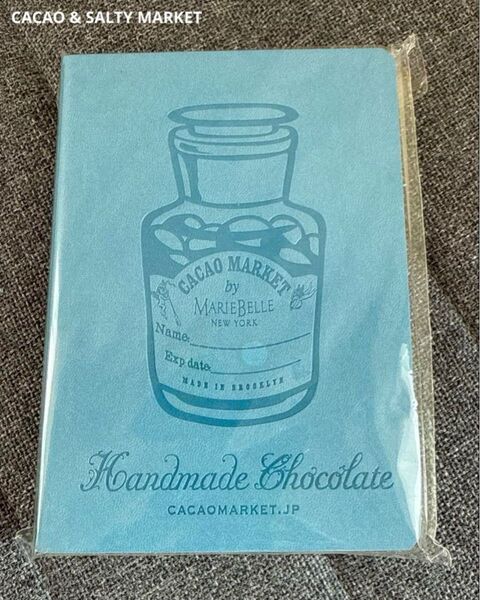 CACAO & SALTY MARKET
CACAO MARKET
by
MARIEBELLE
NEW YORK
Name:
Exp date:
MADE IN BROOKLYN
Handmade Chocolate
CACAOMARKET.JP